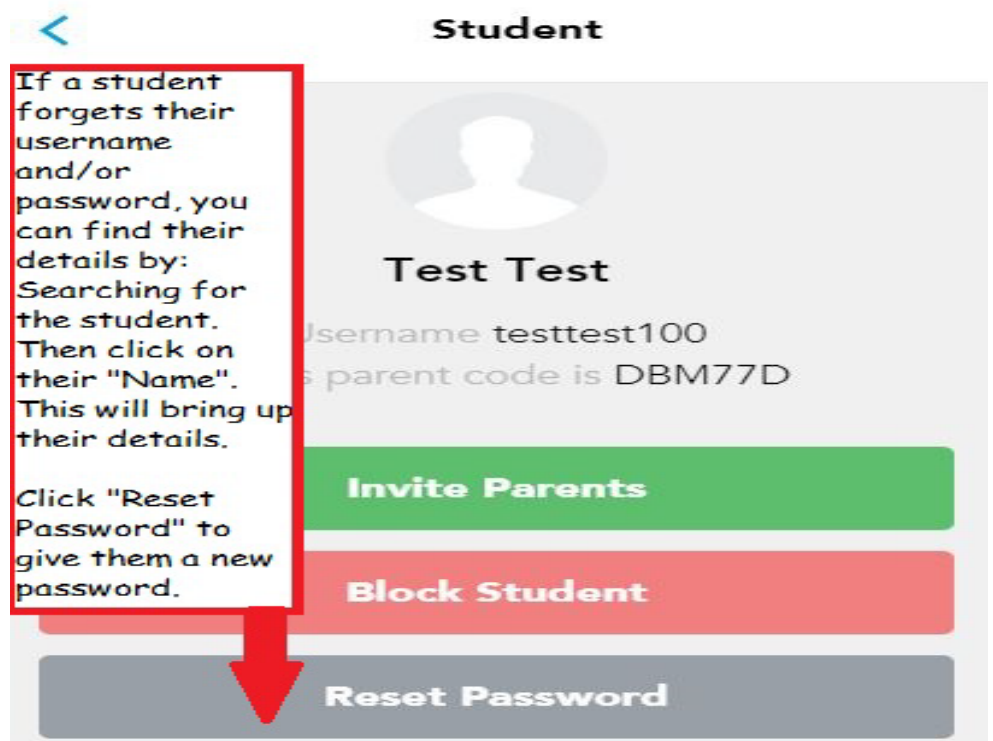 Student
If a student
forgets their
username
and/or
password, you
can find their
details by:
Searching for
the student.
Then click on
their "Name".
This will bring up
their details.
Click "Reset
Password" to
give them a new
password.
Test Test
sername testtest100
s parent code is DBM77D
Invite Parents
Block Student
Reset Password